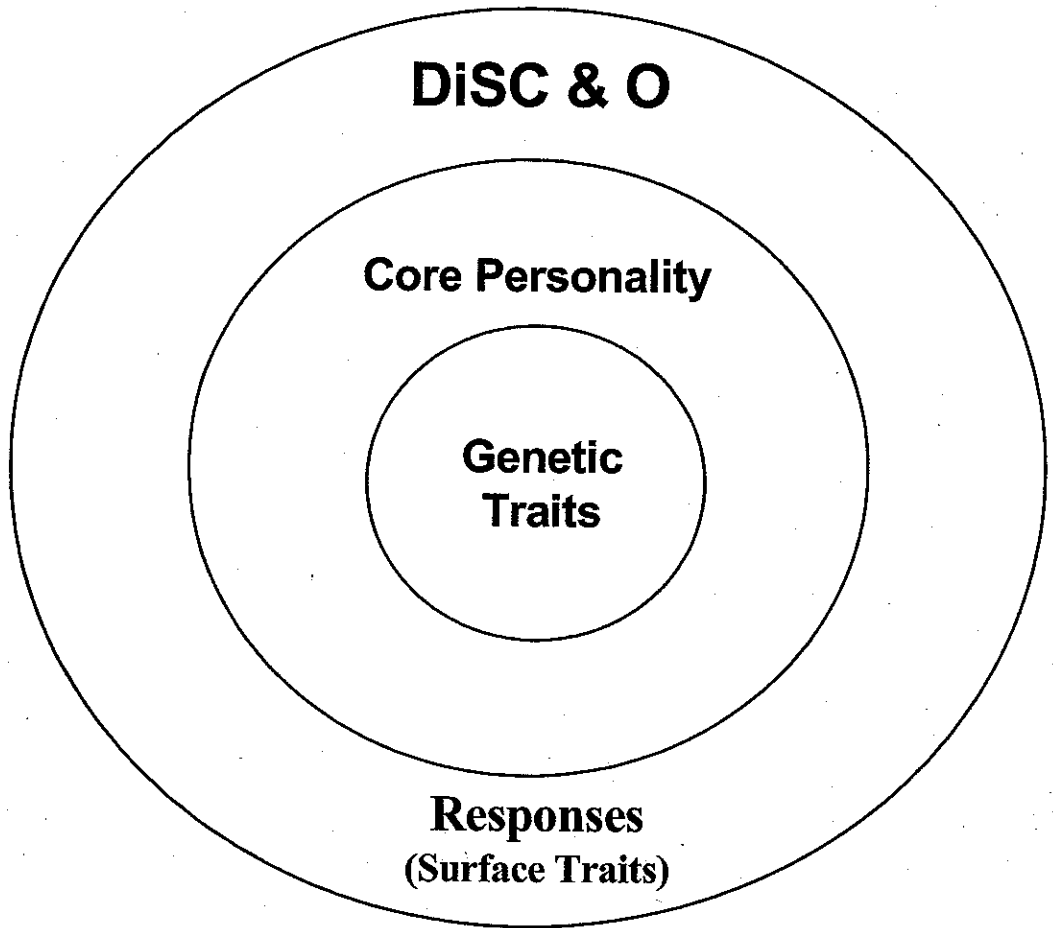 DiSC & O
Core Personality
Genetic
Traits
Responses
(Surface Traits)